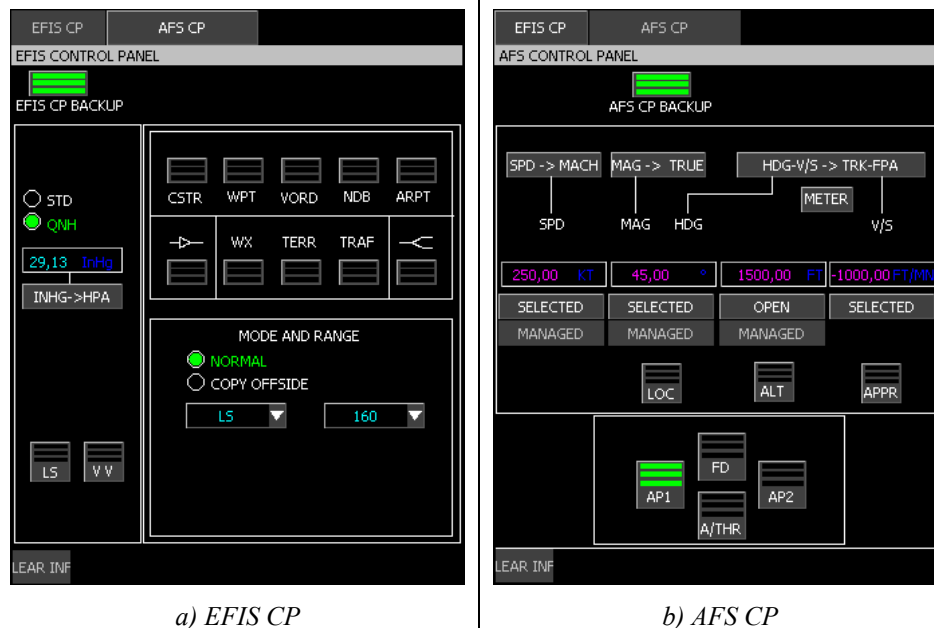 EFIS CP AFS CP
EFIS CONTROL PANEL
EFIS CP BACKUP
STD
QNH
29,13 InHg
INHG->HPA
LS V V
CSTR WPT VORD NDB ARPT
WX TERR TRAF
MODE AND RANGE
NORMAL
COPY OFFSIDE
LS 160
LEAR INF
a) EFIS CP
EFIS CP AFS CP
AFS CONTROL PANEL
AFS CP BACKUP
SPD -> MACH MAG -> TRUE HDG-V/S -> TRK-FPA
METER
SPD MAG HDG V/S
250,00 KT 45,00 ° 1500,00 FT -1000,00 FT/MN
SELECTED SELECTED OPEN SELECTED
MANAGED MANAGED MANAGED
LOC ALT APPR
FD
AP1 AP2
A/THR
LEAR INF
b) AFS CP